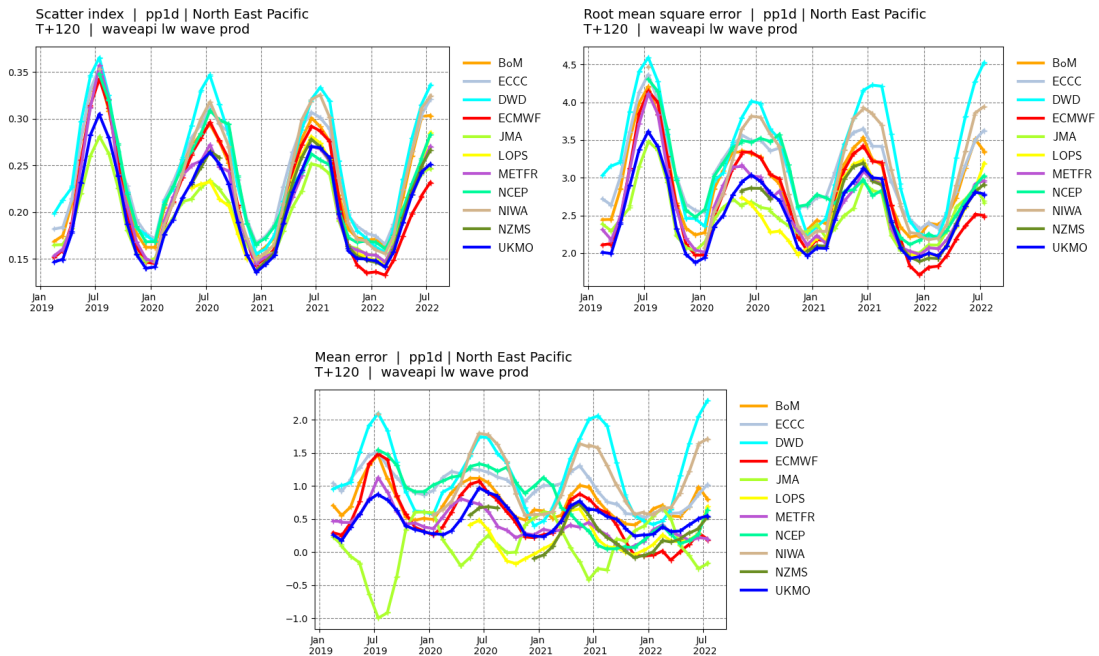 Scatter index | pp1d | North East Pacific
T+120 | waveapi lw wave prod
0.35
0.30
0.25
0.20
0.15
Jan 2019
Jul 2019
Jan 2020
Jul 2020
Jan 2021
Jul 2021
Jan 2022
Jul 2022
BoM
ECCC
DWD
ECMWF
JMA
LOPS
METFR
NCEP
NIWA
NZMS
UKMO
Root mean square error | pp1d | North East Pacific
T+120 | waveapi lw wave prod
4.5
4.0
3.5
3.0
2.5
2.0
Jan 2019
Jul 2019
Jan 2020
Jul 2020
Jan 2021
Jul 2021
Jan 2022
Jul 2022
BoM
ECCC
DWD
ECMWF
JMA
LOPS
METFR
NCEP
NIWA
NZMS
UKMO
Mean error | pp1d | North East Pacific
T+120 | waveapi lw wave prod
2.0
1.5
1.0
0.5
0.0
−0.5
−1.0
Jan 2019
Jul 2019
Jan 2020
Jul 2020
Jan 2021
Jul 2021
Jan 2022
Jul 2022
BoM
ECCC
DWD
ECMWF
JMA
LOPS
METFR
NCEP
NIWA
NZMS
UKMO